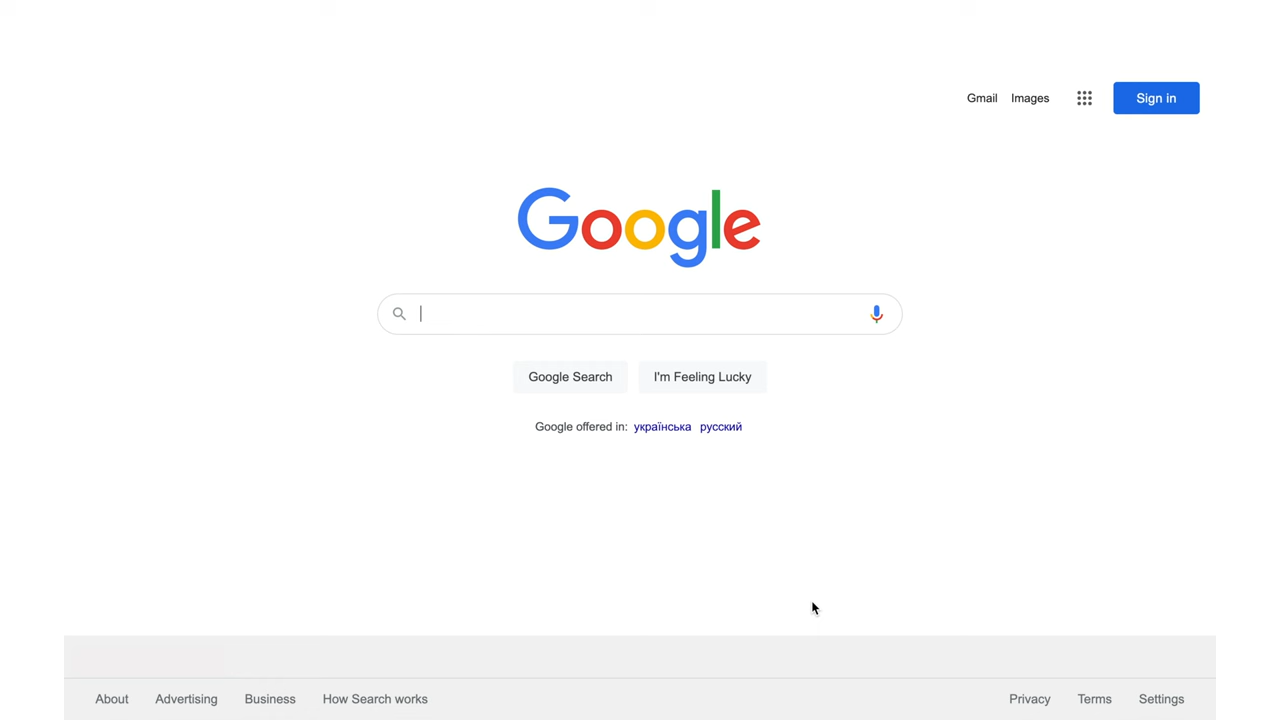 Gmail Images Sign in
Google
Google Search I'm Feeling Lucky
Google offered in: українська русский
About Advertising Business How Search works Privacy Terms Settings